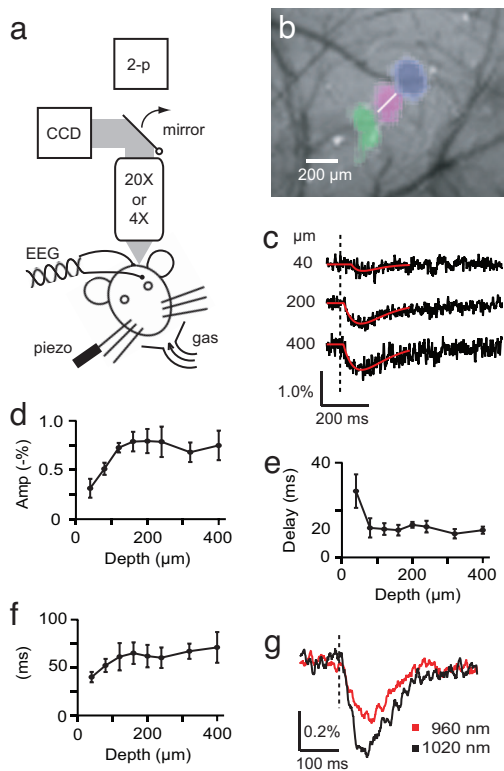 a
2-p
CCD
mirror
20X
or
4X
EEG
piezo
gas
b
200 µm
c
µm
40
200
400
1.0%
200 ms
d
Amp (-%)
1.0
0.5
0
0 200 400
Depth (µm)
e
Delay (ms)
40
20
0
0 200 400
Depth (µm)
f
(ms)
100
50
0
0 200 400
Depth (µm)
g
0.2%
100 ms
960 nm
1020 nm